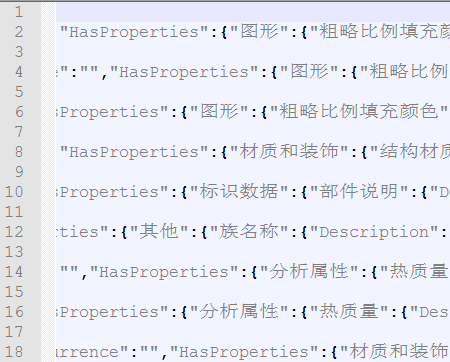 1
2 "HasProperties":{"图形":{"粗略比例填充颜
3
4 e":"","HasProperties":{"图形":{"粗略比例
5
6 sProperties":{"图形":{"粗略比例填充颜色"
7
8 "HasProperties":{"材质和装饰":{"结构材质
9
10 sProperties":{"标识数据":{"部件说明":{"D
11
12 rties":{"其他":{"族名称":{"Description":
13
14 "","HasProperties":{"分析属性":{"热质量
15
16 sProperties":{"分析属性":{"热质量":{"Des
17
18 urrence":"","HasProperties":{"材质和装饰